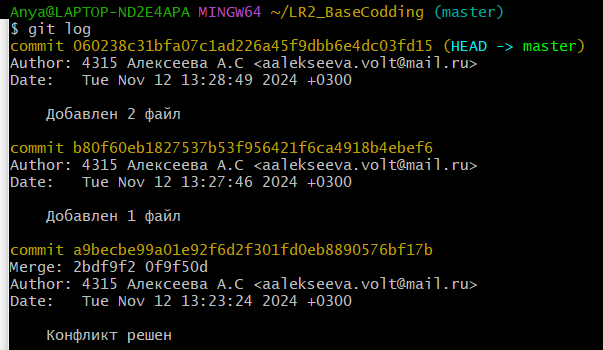 Anya@LAPTOP-ND2E4APA MINGW64 ~/LR2_BaseCodding (master)
$ git log
commit 060238c31bfa07c1ad226a45f9dbb6e4dc03fd15 (HEAD -> master)
Author: 4315 Алексеева А.С <aalekseeva.volt@mail.ru>
Date:   Tue Nov 12 13:28:49 2024 +0300
    Добавлен 2 файл
commit b80f60eb1827537b53f956421f6ca4918b4ebef6
Author: 4315 Алексеева А.С <aalekseeva.volt@mail.ru>
Date:   Tue Nov 12 13:27:46 2024 +0300
    Добавлен 1 файл
commit a9becbe99a01e92f6d2f301fd0eb8890576bf17b
Merge: 2bdf9f2 0f9f50d
Author: 4315 Алексеева А.С <aalekseeva.volt@mail.ru>
Date:   Tue Nov 12 13:23:24 2024 +0300
    Конфликт решен